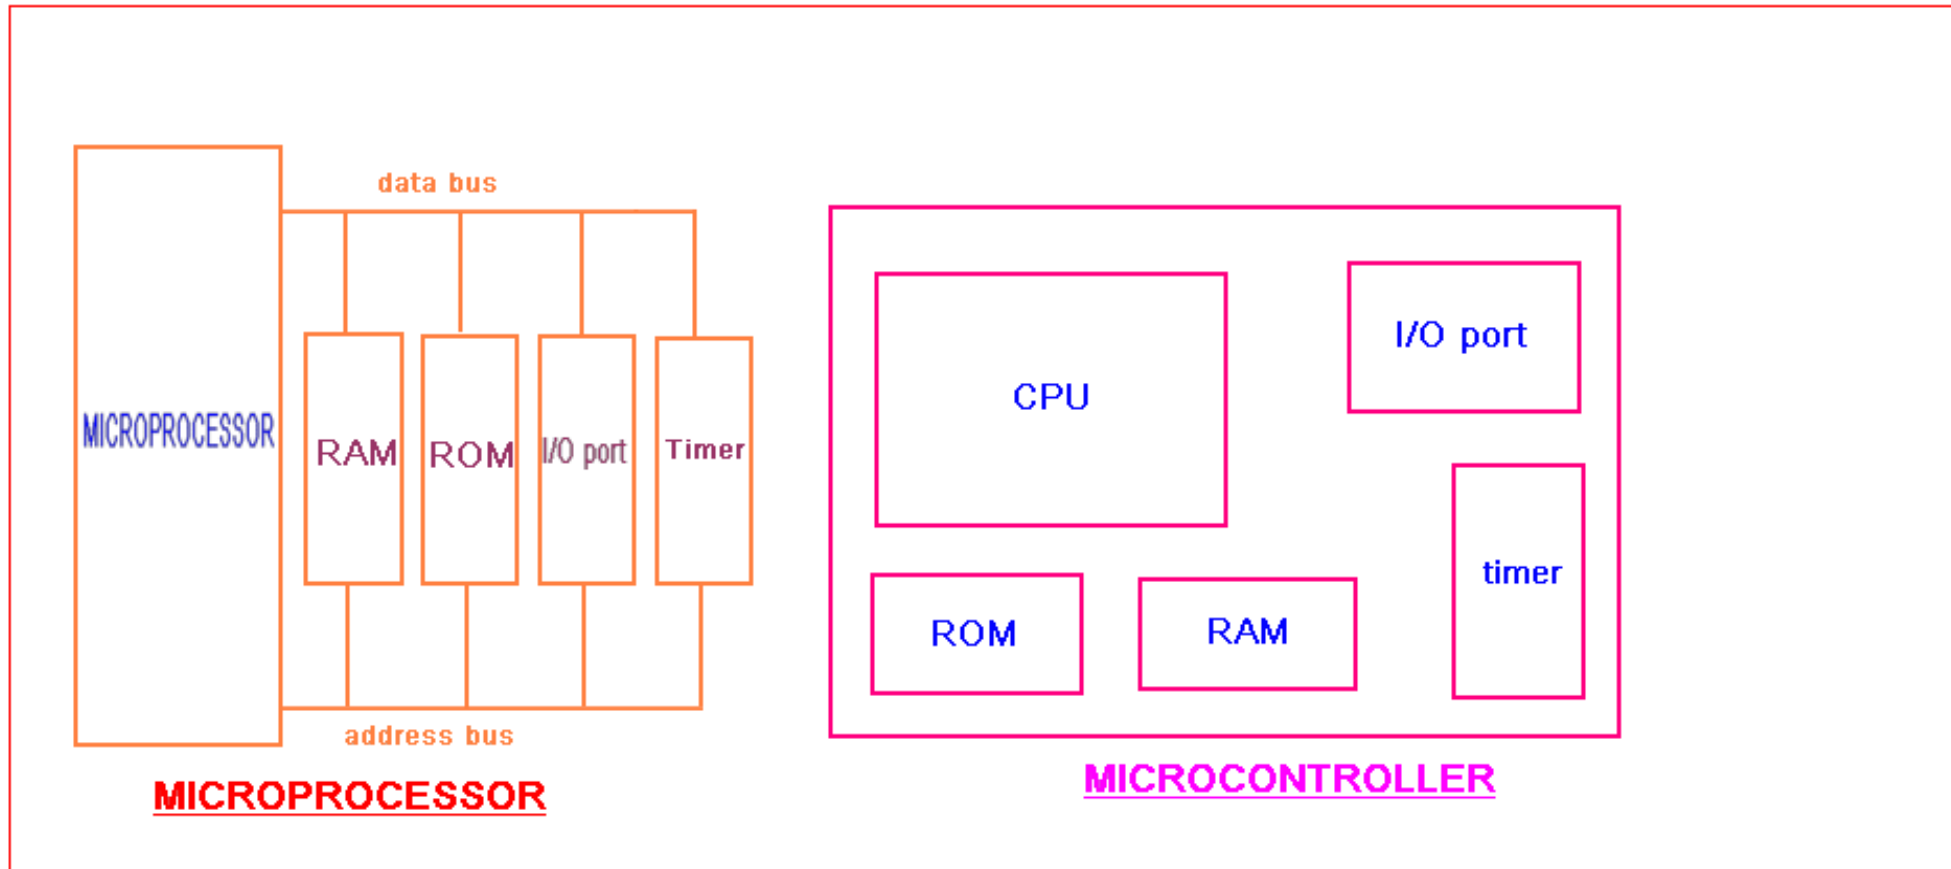 data bus
MICROPROCESSOR
RAM
ROM
I/O port
Timer
address bus
MICROPROCESSOR
CPU
I/O port
timer
ROM
RAM
MICROCONTROLLER